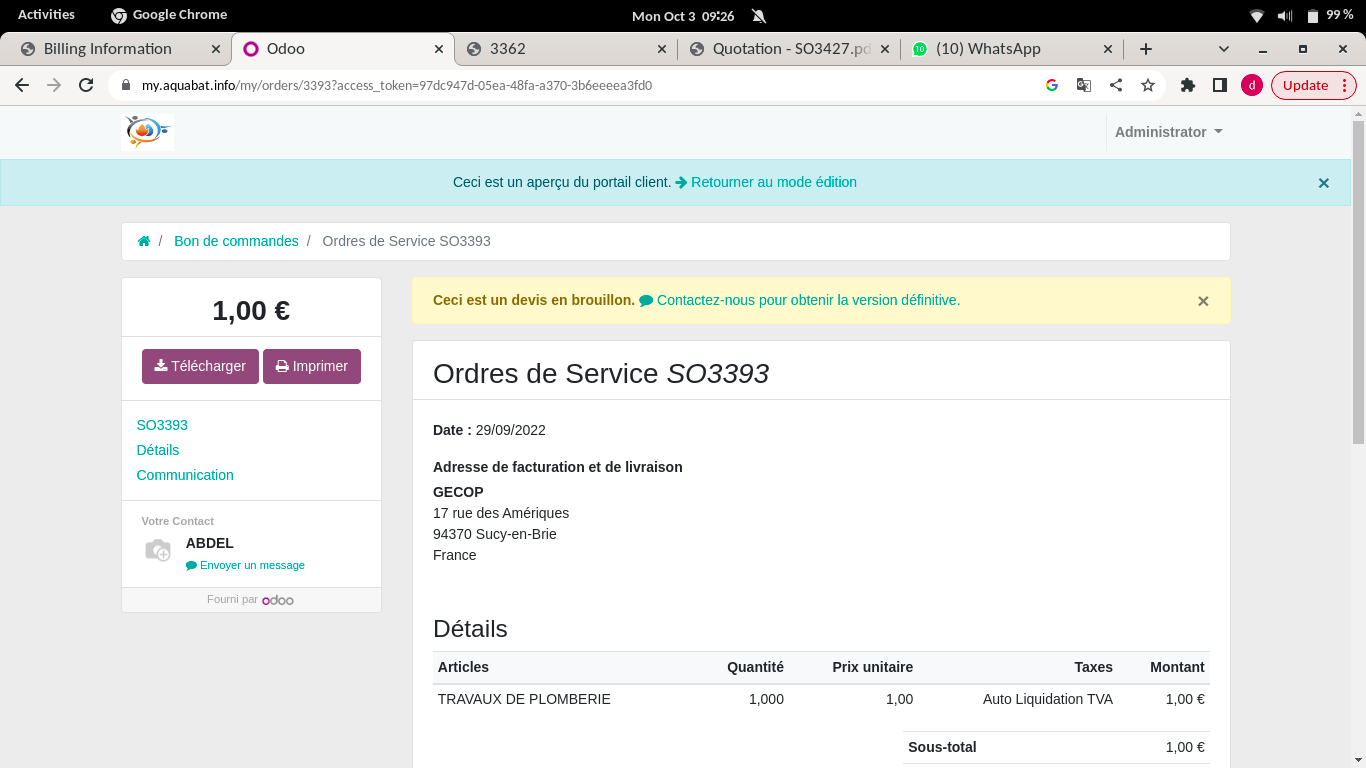 Activities Google Chrome Mon Oct 3 09:26 99 %
Billing Information Odoo 3362 Quotation - SO3427.pd (10) WhatsApp
my.aquabat.info/my/orders/3393?access_token=97dc947d-05ea-48fa-a370-3b6eeeea3fd0 d Update
Administrator
Ceci est un aperçu du portail client. Retourner au mode édition
/ Bon de commandes / Ordres de Service SO3393
1,00 €
Télécharger Imprimer
SO3393
Détails
Communication
Votre Contact
ABDEL
Envoyer un message
Fourni par odoo
Ceci est un devis en brouillon. Contactez-nous pour obtenir la version définitive.
Ordres de Service SO3393
Date : 29/09/2022
Adresse de facturation et de livraison
GECOP
17 rue des Amériques
94370 Sucy-en-Brie
France
Détails
Articles Quantité Prix unitaire Taxes Montant
TRAVAUX DE PLOMBERIE 1,000 1,00 Auto Liquidation TVA 1,00 €
Sous-total 1,00 €